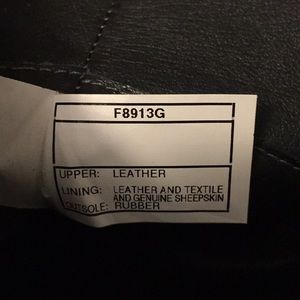 F8913G
UPPER: LEATHER
LINING: LEATHER AND TEXTILE
AND GENUINE SHEEPSKIN
OUTSOLE: RUBBER